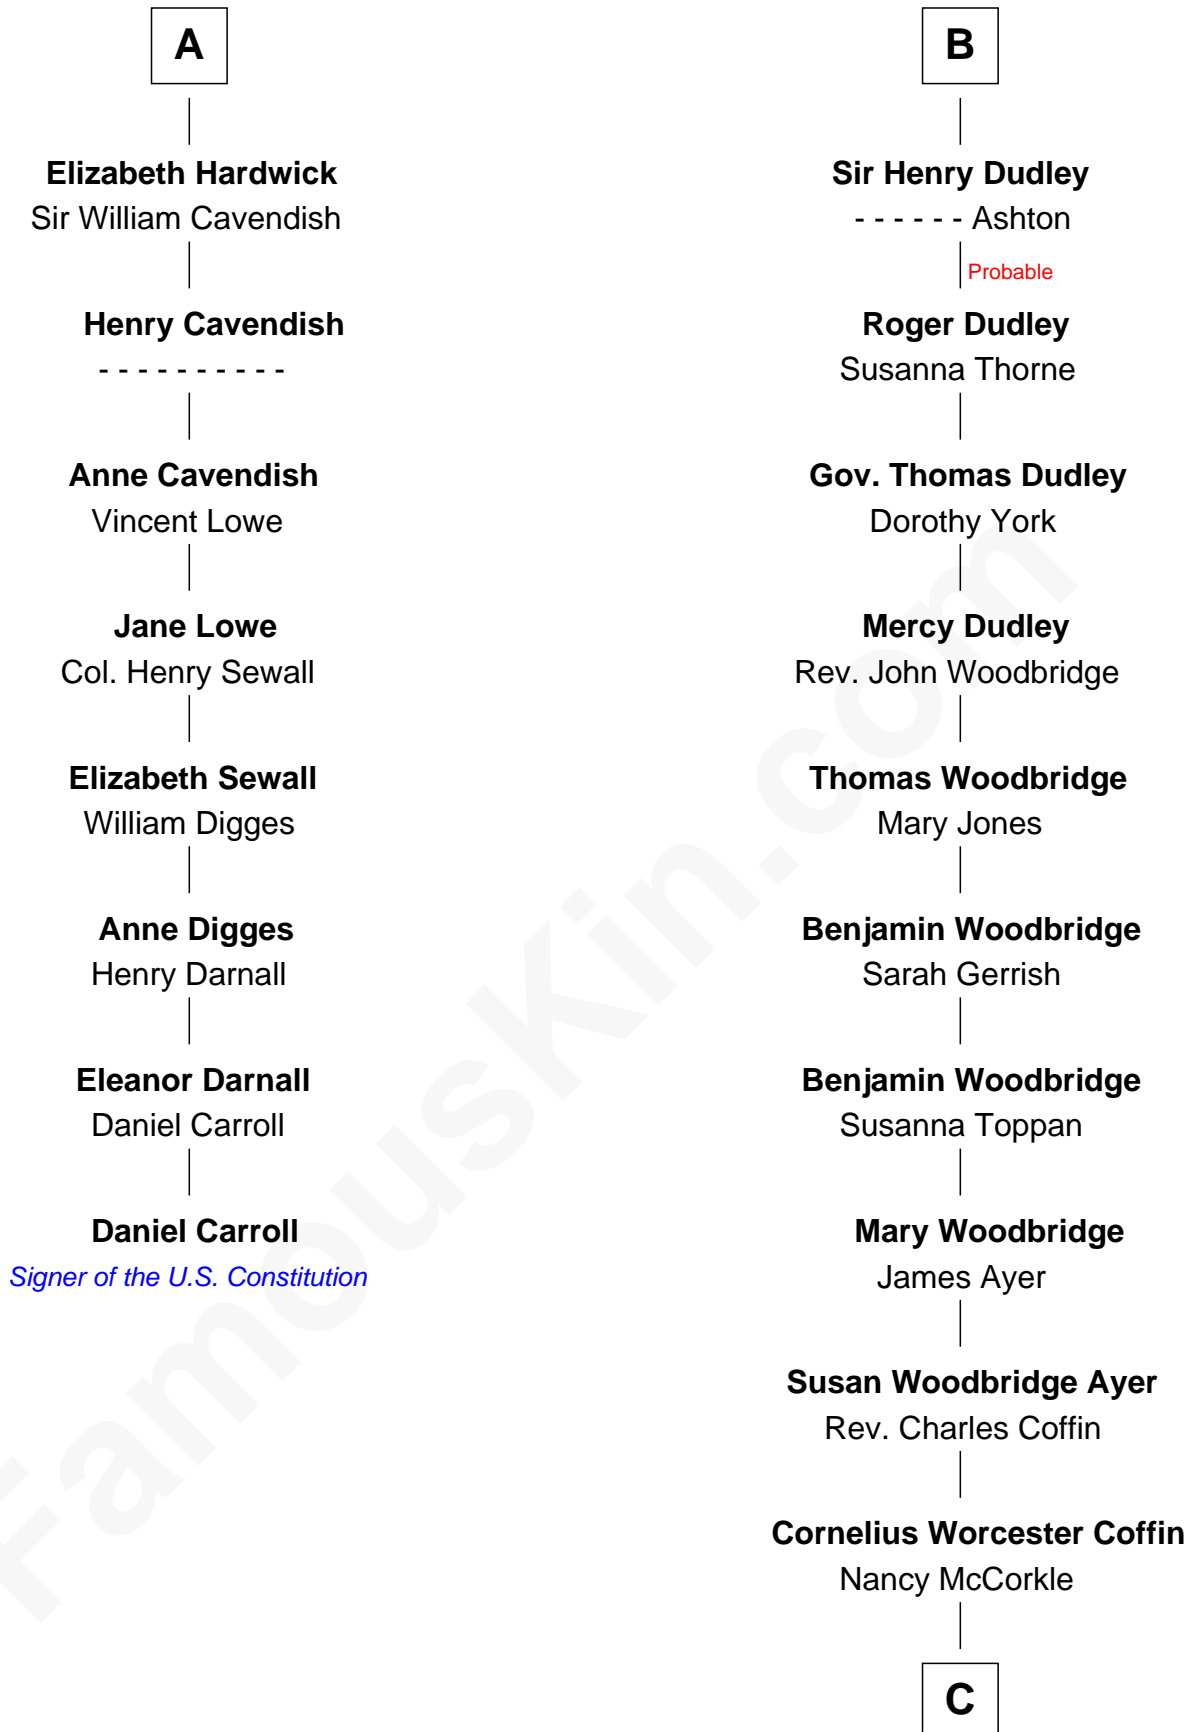 A
Elizabeth Hardwick
Sir William Cavendish
Henry Cavendish
- - - - - - - - - -
Anne Cavendish
Vincent Lowe
Jane Lowe
Col. Henry Sewall
Elizabeth Sewall
William Digges
Anne Digges
Henry Darnall
Eleanor Darnall
Daniel Carroll
Daniel Carroll
Signer of the U.S. Constitution
B
Sir Henry Dudley
- - - - - - Ashton
Probable
Roger Dudley
Susanna Thorne
Gov. Thomas Dudley
Dorothy York
Mercy Dudley
Rev. John Woodbridge
Thomas Woodbridge
Mary Jones
Benjamin Woodbridge
Sarah Gerrish
Benjamin Woodbridge
Susanna Toppan
Mary Woodbridge
James Ayer
Susan Woodbridge Ayer
Rev. Charles Coffin
Cornelius Worcester Coffin
Nancy McCorkle
C
FamousKin.com